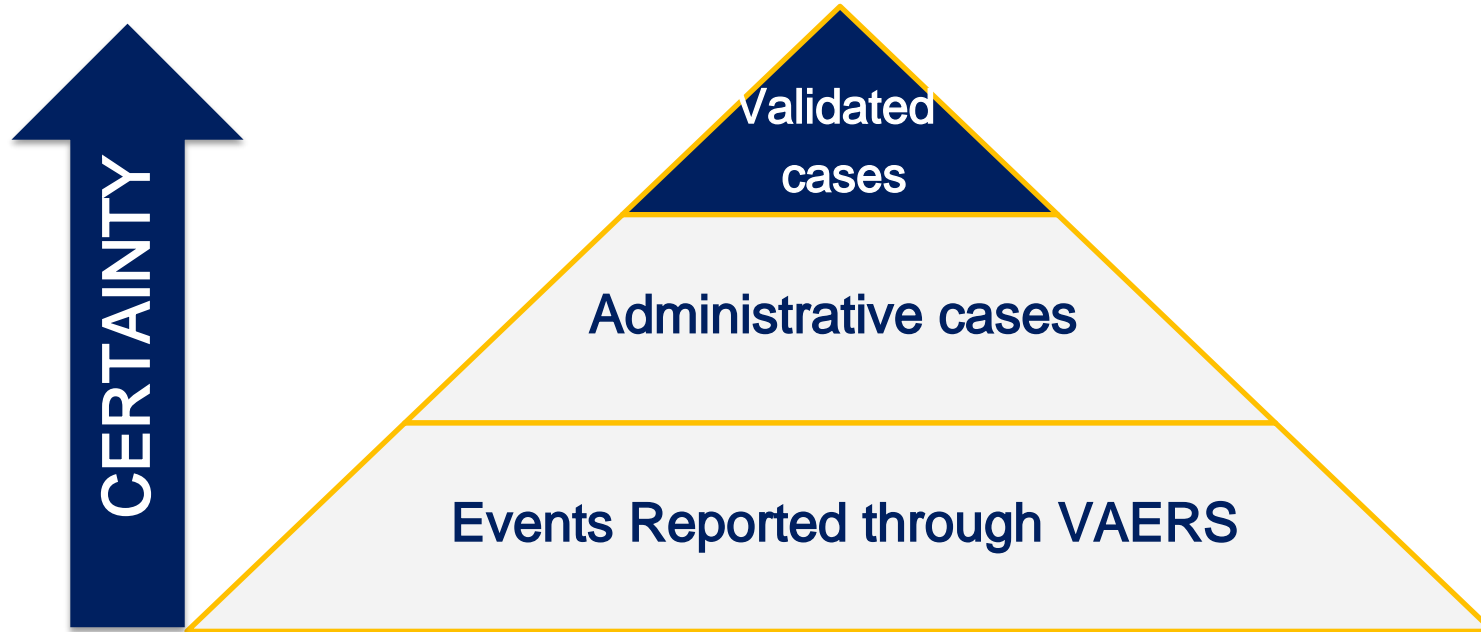 CERTAINTY
Validated
cases
Administrative cases
Events Reported through VAERS